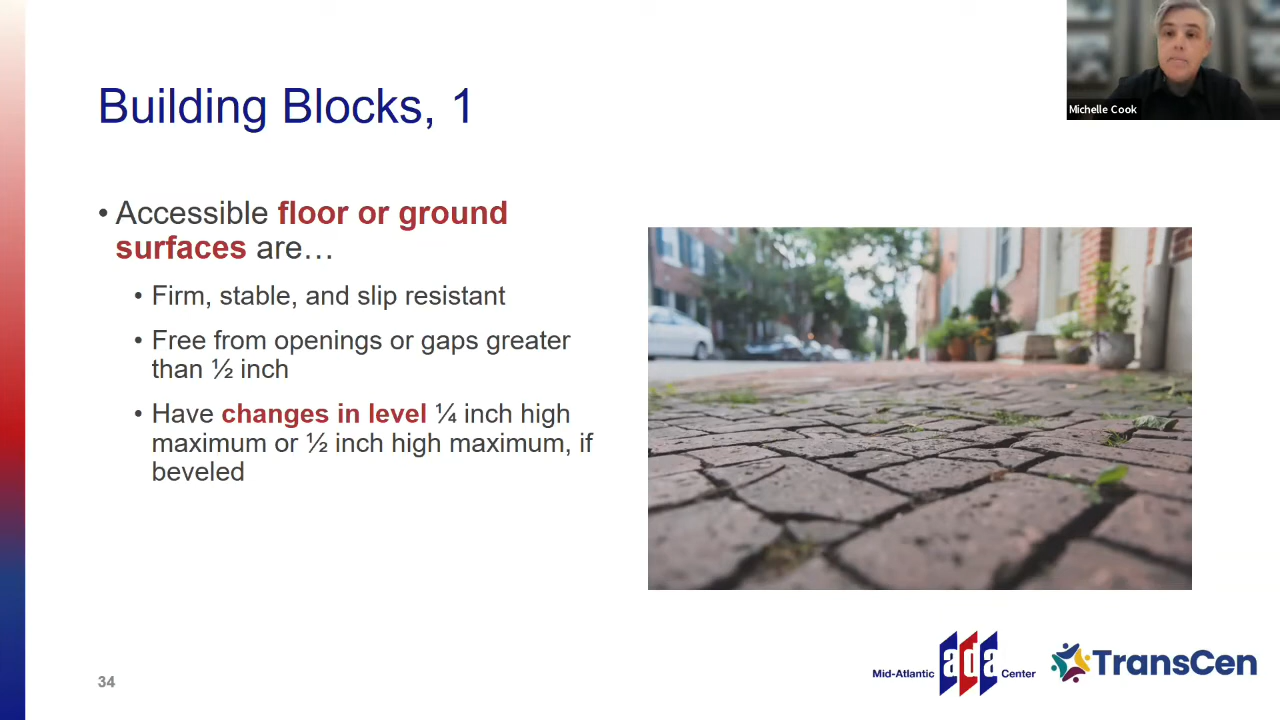 Building Blocks, 1
Michelle Cook
• Accessible floor or ground
surfaces are…
• Firm, stable, and slip resistant
• Free from openings or gaps greater
than ½ inch
• Have changes in level ¼ inch high
maximum or ½ inch high maximum, if
beveled
34
Mid-Atlantic ada Center
TransCen